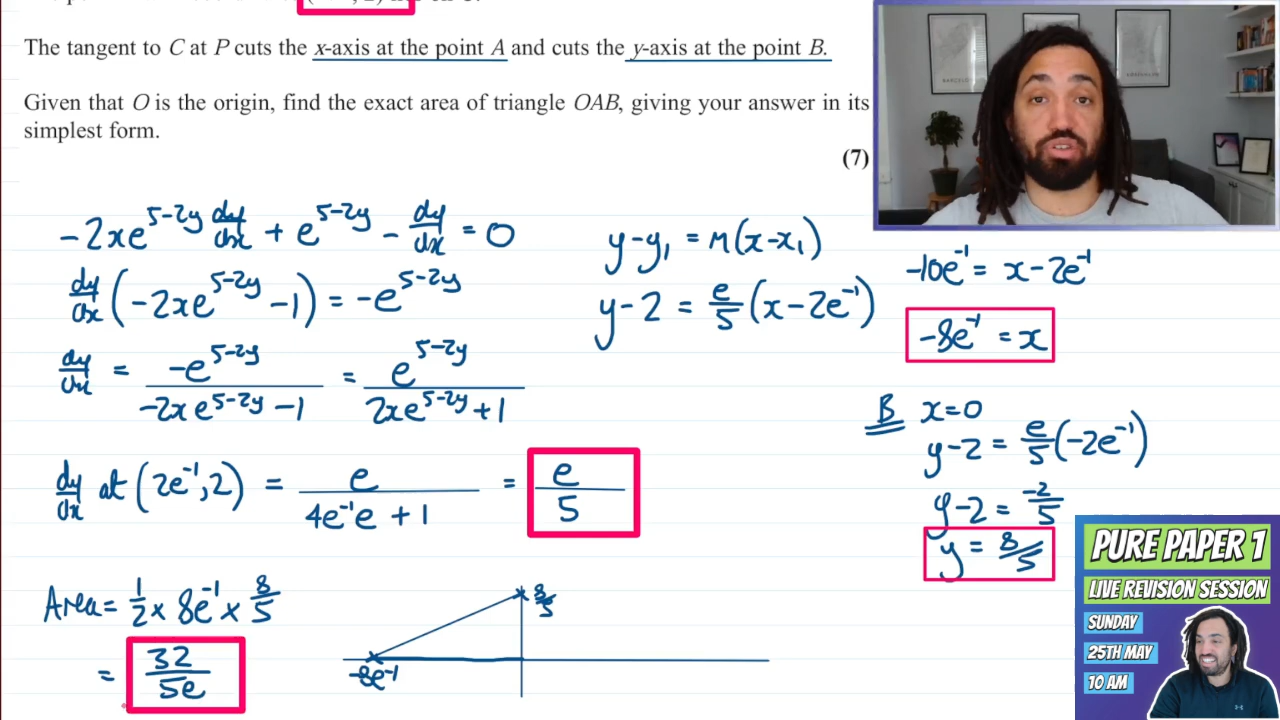 The tangent to C at P cuts the x-axis at the point A and cuts the y-axis at the point B.
Given that O is the origin, find the exact area of triangle OAB, giving your answer in its
simplest form.
(7)
-2xe^{5-2y} dy/dx + e^{5-2y} - dy/dx = 0
dy/dx (-2xe^{5-2y} - 1) = -e^{5-2y}
dy/dx = -e^{5-2y} / -2xe^{5-2y} - 1 = e^{5-2y} / 2xe^{5-2y} + 1
dy/dx at (2e^{-1}, 2) = e / 4e^{-1}e + 1 = e/5
Area = 1/2 × 8e^{-1} × 8/5
= 32/5e
8/5
-8e^{-1}
y - y₁ = m(x - x₁)
y - 2 = e/5 (x - 2e^{-1})
-10e^{-1} = x - 2e^{-1}
-8e^{-1} = x
B x = 0
y - 2 = e/5 (-2e^{-1})
y - 2 = -2/5
y = 8/5
PURE PAPER 1
LIVE REVISION SESSION
SUNDAY
25TH MAY
10 AM